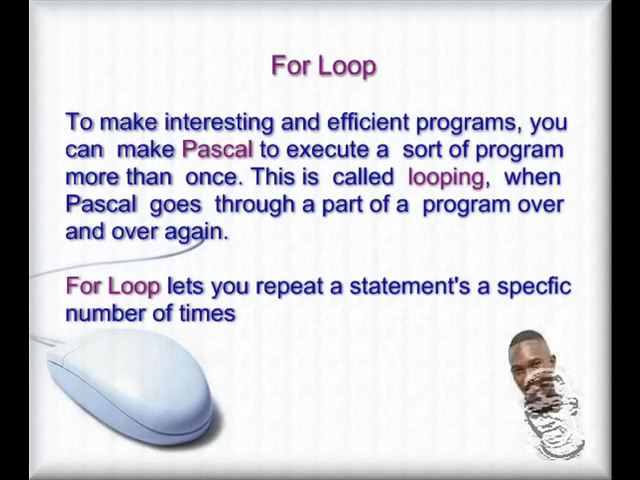 For Loop
To make interesting and efficient programs, you
can make Pascal to execute a sort of program
more than once. This is called looping, when
Pascal goes through a part of a program over
and over again.
For Loop lets you repeat a statement's a specfic
number of times